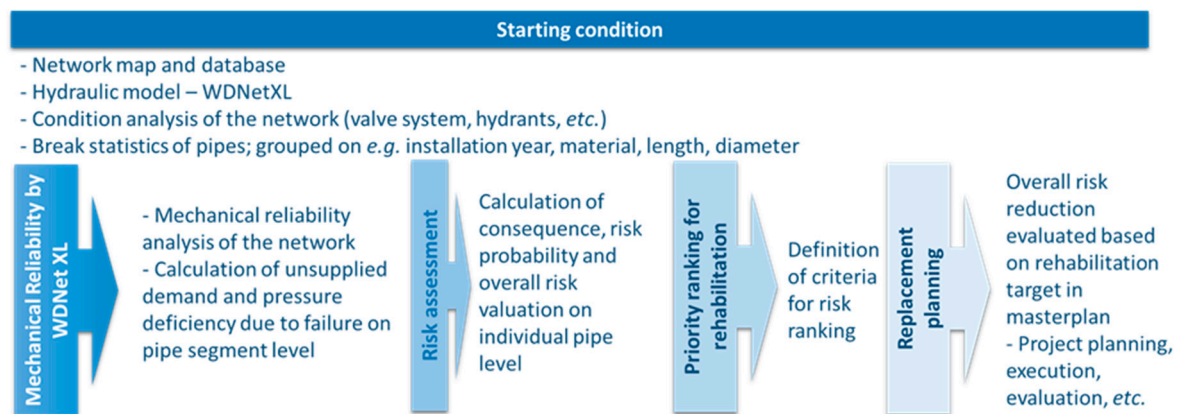 Starting condition
- Network map and database
- Hydraulic model – WDNetXL
- Condition analysis of the network (valve system, hydrants, etc.)
- Break statistics of pipes; grouped on e.g. installation year, material, length, diameter
Mechanical Reliability by
WDNet XL
- Mechanical reliability
analysis of the network
- Calculation of unsupplied
demand and pressure
deficiency due to failure on
pipe segment level
Risk assessment
Calculation of
consequence, risk
probability and
overall risk
valuation on
individual pipe
level
Priority ranking for
rehabilitation
Definition
of criteria
for risk
ranking
Replacement
planning
Overall risk
reduction
evaluated based
on rehabilitation
target in
masterplan
- Project planning,
execution,
evaluation, etc.